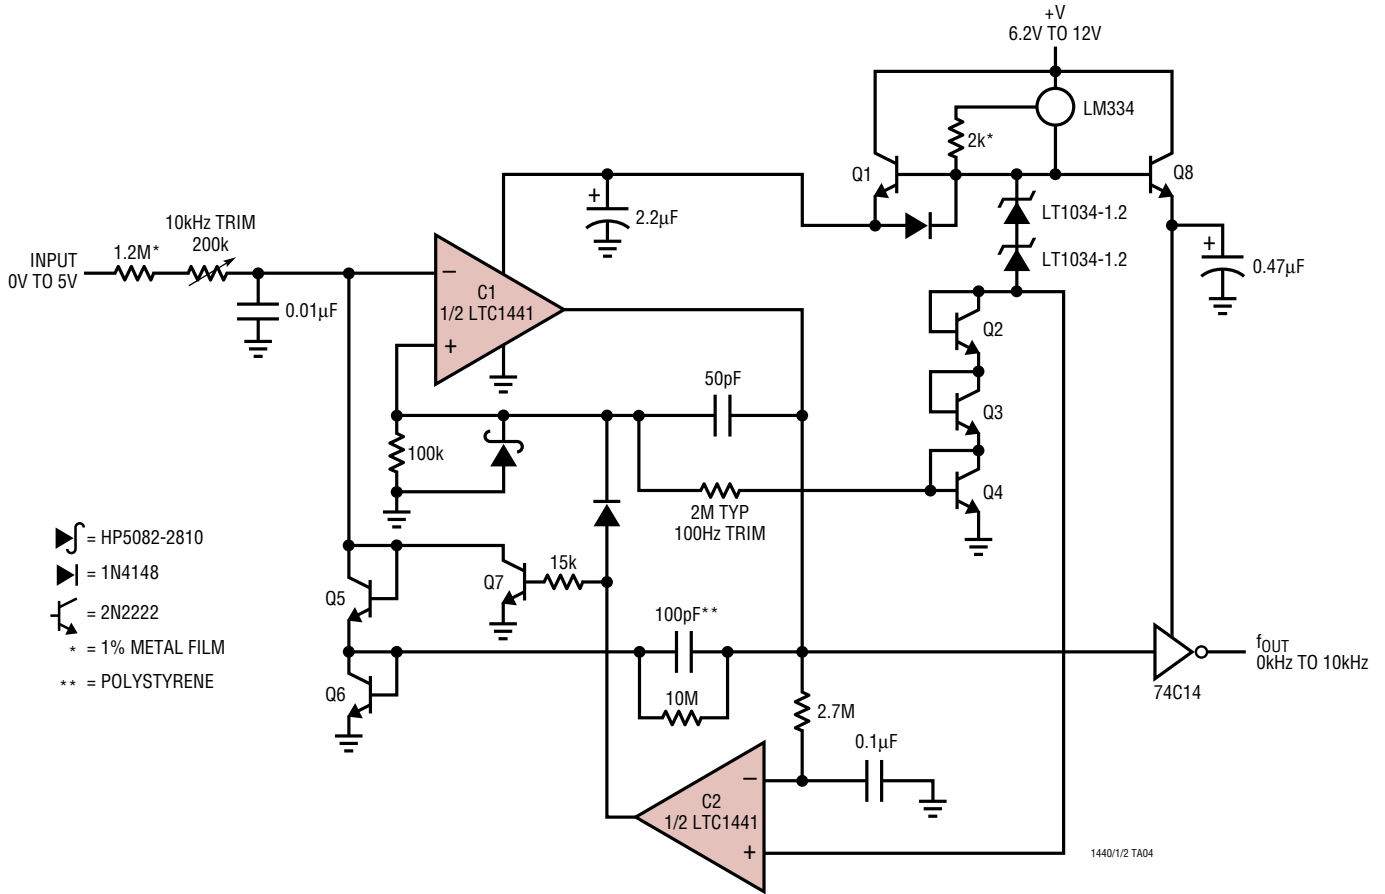 +V
6.2V TO 12V
LM334
2k*
Q1
Q8
LT1034-1.2
LT1034-1.2
+
2.2µF
+
0.47µF
10kHz TRIM
200k
1.2M*
INPUT
0V TO 5V
0.01µF
−
C1
1/2 LTC1441
+
Q2
50pF
Q3
100k
Q4
2M TYP
100Hz TRIM
= HP5082-2810
= 1N4148
= 2N2222
* = 1% METAL FILM
** = POLYSTYRENE
Q7
15k
Q5
100pF**
Q6
10M
fOUT
0kHz TO 10kHz
74C14
2.7M
0.1µF
−
C2
1/2 LTC1441
+
1440/1/2 TA04